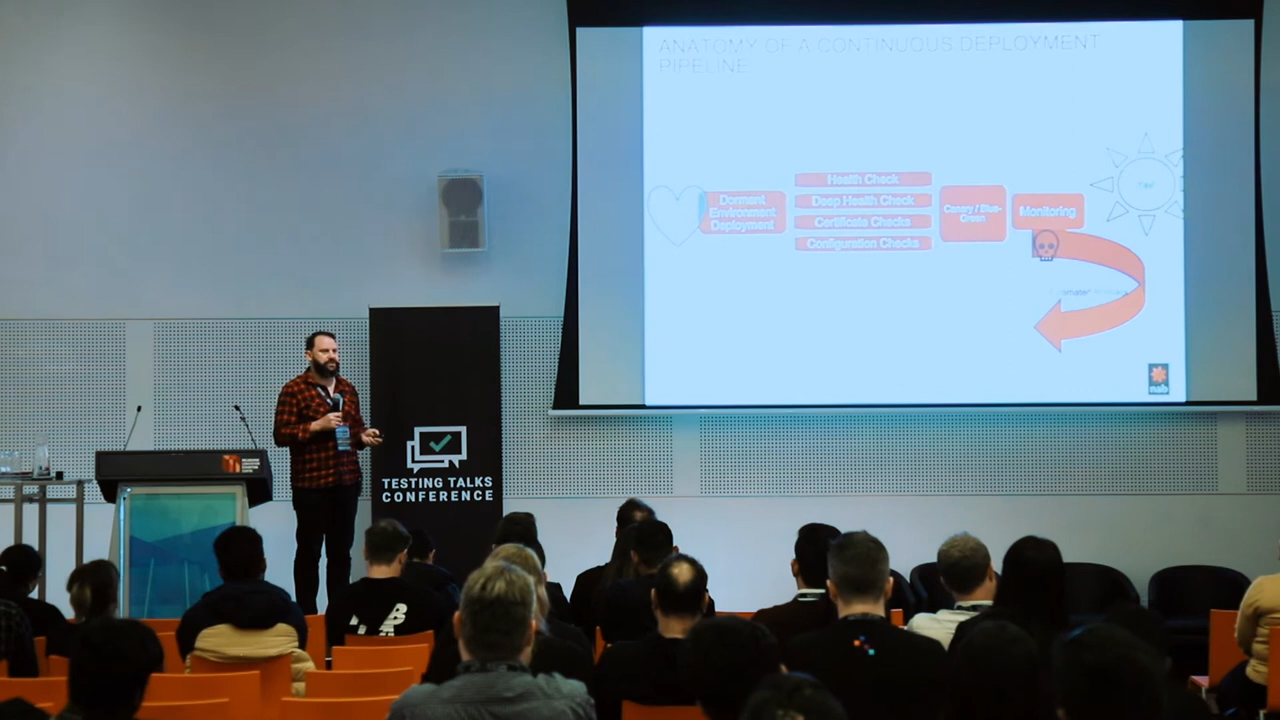 ANATOMY OF A CONTINUOUS DEPLOYMENT
PIPELINE
Dormant
Environment
Deployment
Health Check
Deep Health Check
Certificate Checks
Configuration Checks
Canary / Blue-
Green
Monitoring
nab
TESTING TALKS
CONFERENCE